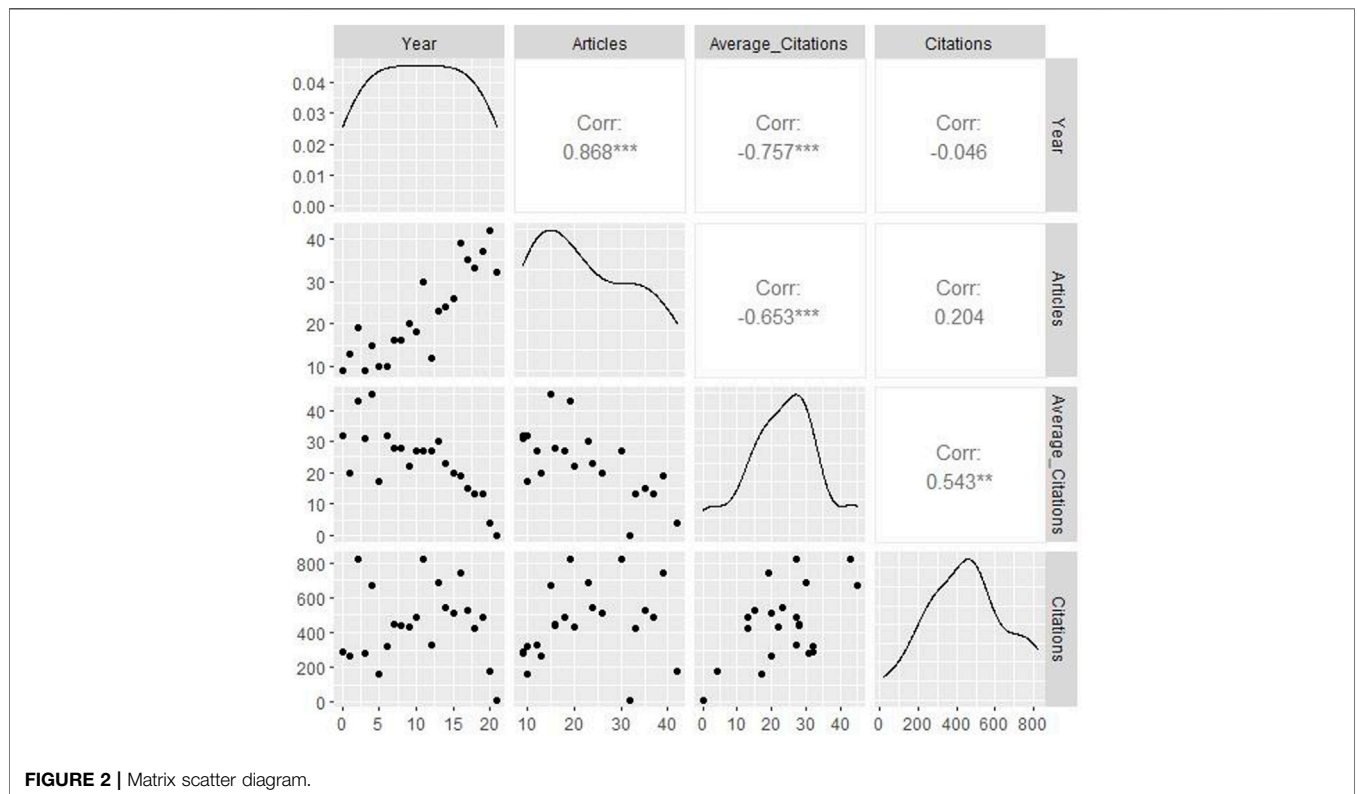 Year Articles Average_Citations Citations
0.04
0.03
0.02
0.01
0.00
Corr:
0.868***
Corr:
-0.757***
Corr:
-0.046
Year
40
30
20
10
Corr:
-0.653***
Corr:
0.204
Articles
40
30
20
10
0
Corr:
0.543**
Average_Citations
800
600
400
200
0
Citations
0 5 10 15 20 10 20 30 40 0 10 20 30 40 0 200 400 600 800
FIGURE 2 | Matrix scatter diagram.